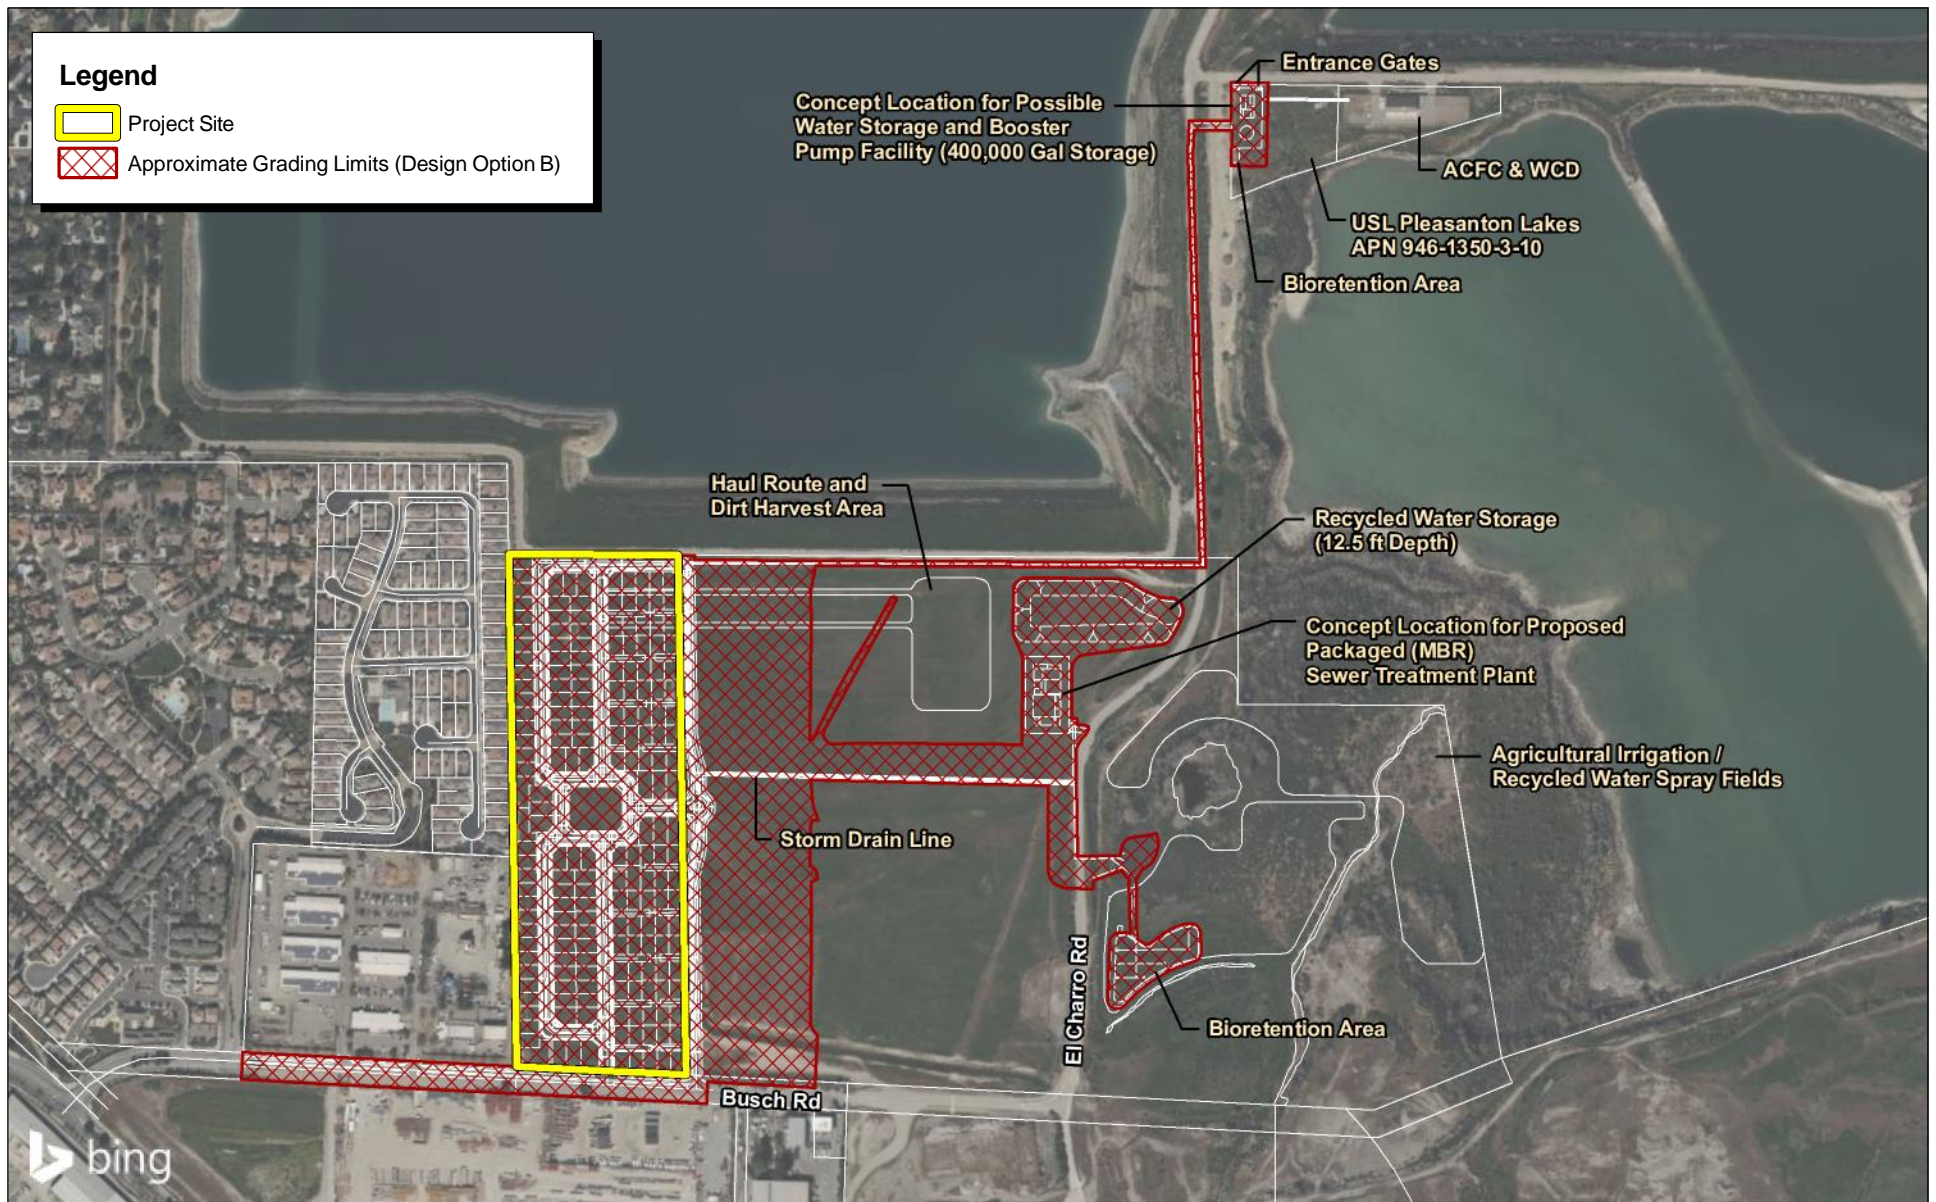 Legend
Project Site
Approximate Grading Limits (Design Option B)
Entrance Gates
Concept Location for Possible
Water Storage and Booster
Pump Facility (400,000 Gal Storage)
ACFC & WCD
USL Pleasanton Lakes
APN 946-1350-3-10
Bioretention Area
Haul Route and
Dirt Harvest Area
Recycled Water Storage
(12.5 ft Depth)
Concept Location for Proposed
Packaged (MBR)
Sewer Treatment Plant
Agricultural Irrigation /
Recycled Water Spray Fields
Storm Drain Line
El Charro Rd
Bioretention Area
Busch Rd
bing